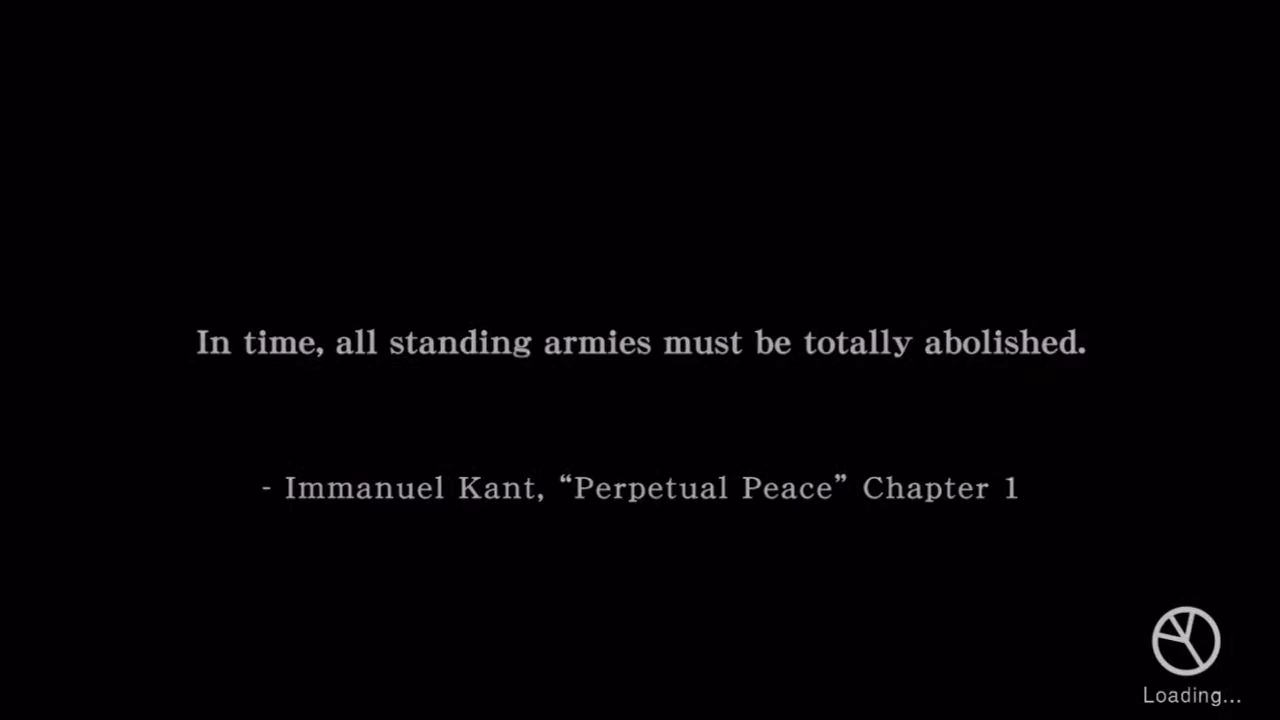 In time, all standing armies must be totally abolished.
- Immanuel Kant, “Perpetual Peace” Chapter 1
Loading...